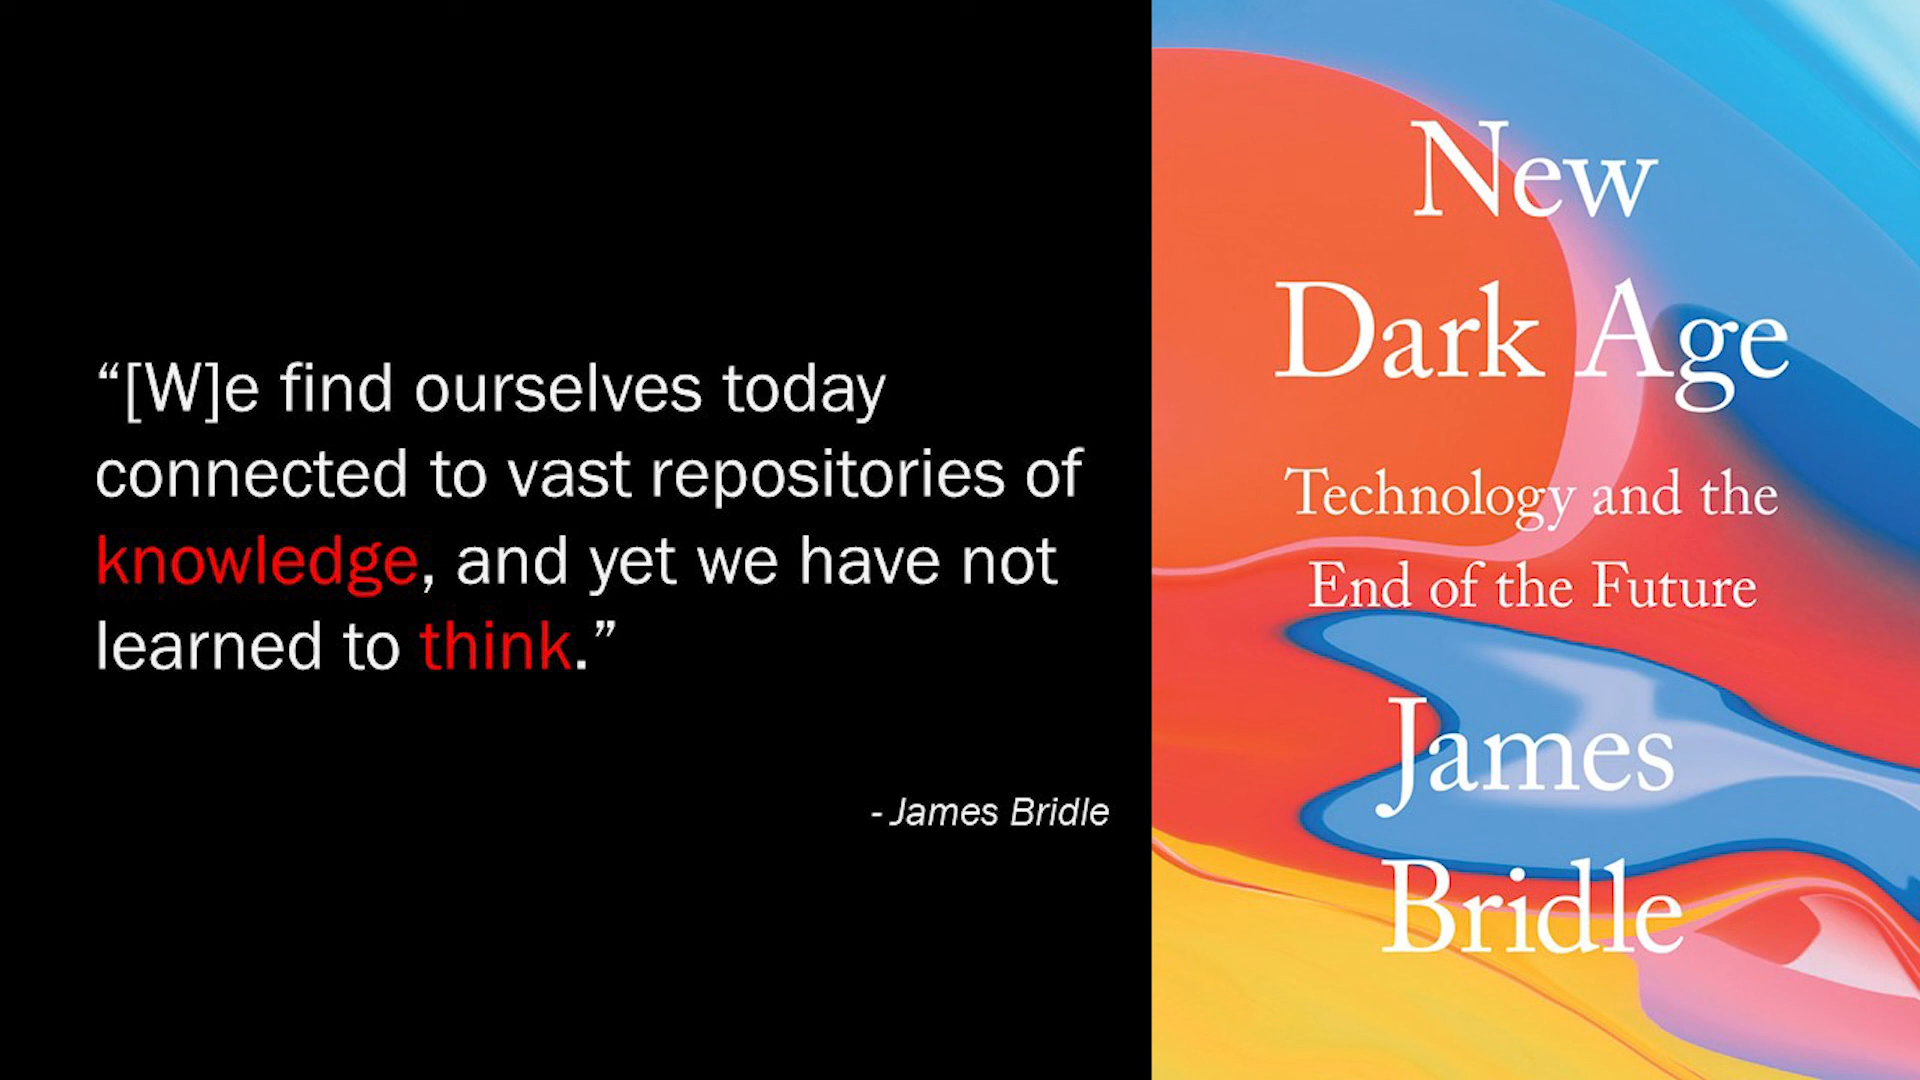 “[W]e find ourselves today
connected to vast repositories of
knowledge, and yet we have not
learned to think.”
- James Bridle
New
Dark Age
Technology and the
End of the Future
James
Bridle